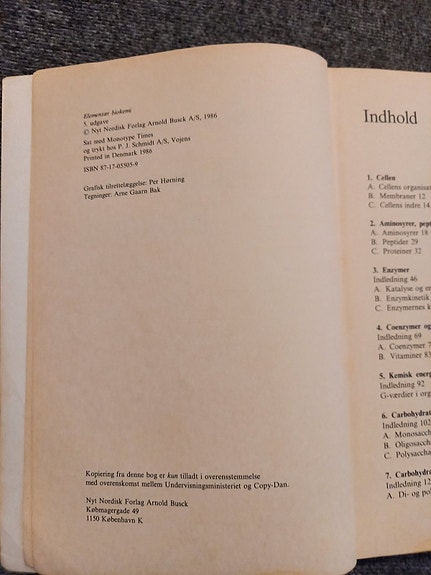 Elementær biokemi
5. udgave
© Nyt Nordisk Forlag Arnold Busck A/S, 1986
Sat med Monotype Times
og trykt hos P. J. Schmidt A/S, Vojens
Printed in Denmark 1986
ISBN 87-17-05505-9
Grafisk tilrettelæggelse: Per Hørning
Tegninger: Arne Gaarn Bak
Kopiering fra denne bog er kun tilladt i overensstemmelse
med overenskomst mellem Undervisningsministeriet og Copy-Dan.
Nyt Nordisk Forlag Arnold Busck
Købmagergade 49
1150 København K
Indhold
1. Cellen
A. Cellens organisat
B. Membraner 12
C. Cellens indre 14
2. Aminosyrer, pept
A. Aminosyrer 18
B. Peptider 29
C. Proteiner 32
3. Enzymer
Indledning 46
A. Katalyse og er
B. Enzymkinetik
C. Enzymernes k
4. Coenzymer og
Indledning 69
A. Coenzymer 7
B. Vitaminer 83
5. Kemisk energ
Indledning 92
G-værdier i org
6. Carbohydrat
Indledning 102
A. Monosacch
B. Oligosacch
C. Polysaccha
7. Carbohydra
Indledning 12
A. Di- og pol